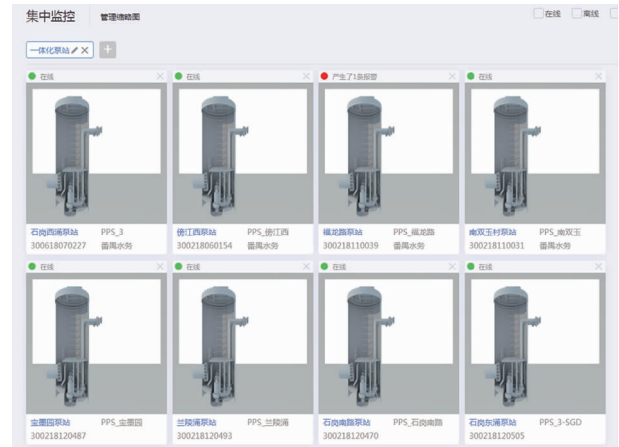 集中监控 管理缩略图 在线 离线
一体化泵站
在线 在线 产生了1条报警 在线
石岗西涌泵站 PPS_3 傍江西泵站 PPS_傍江西 福龙路泵站 PPS_福龙路 南双玉村泵站 PPS_南双玉
300618070227 番禺水务 300218060154 番禺水务 300218110039 番禺水务 300218110031 番禺水务
在线 在线 在线 在线
宝墨园泵站 PPS_宝墨园 兰陵涌泵站 PPS_兰陵涌 石岗南路泵站 PPS_石岗南路 石岗东涌泵站 PPS_3-SGD
300218120487 300218120493 300218120470 300218120505